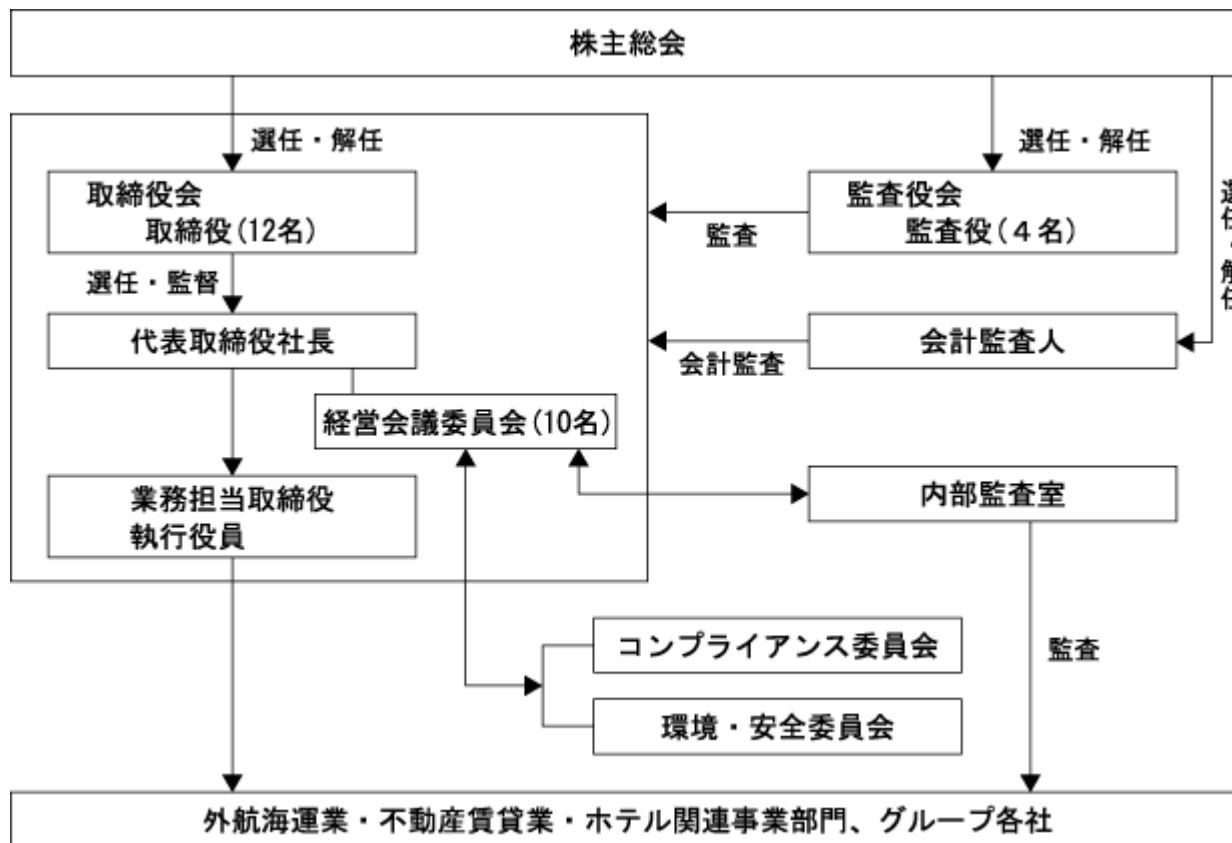 株主総会
選任・解任
選任・解任
選任・解任
取締役会
取締役(12名)
監査
監査役会
監査役(4名)
選任・監督
代表取締役社長
会計監査
会計監査人
経営会議委員会(10名)
業務担当取締役
執行役員
内部監査室
コンプライアンス委員会
監査
環境・安全委員会
外航海運業・不動産賃貸業・ホテル関連事業部門、グループ各社